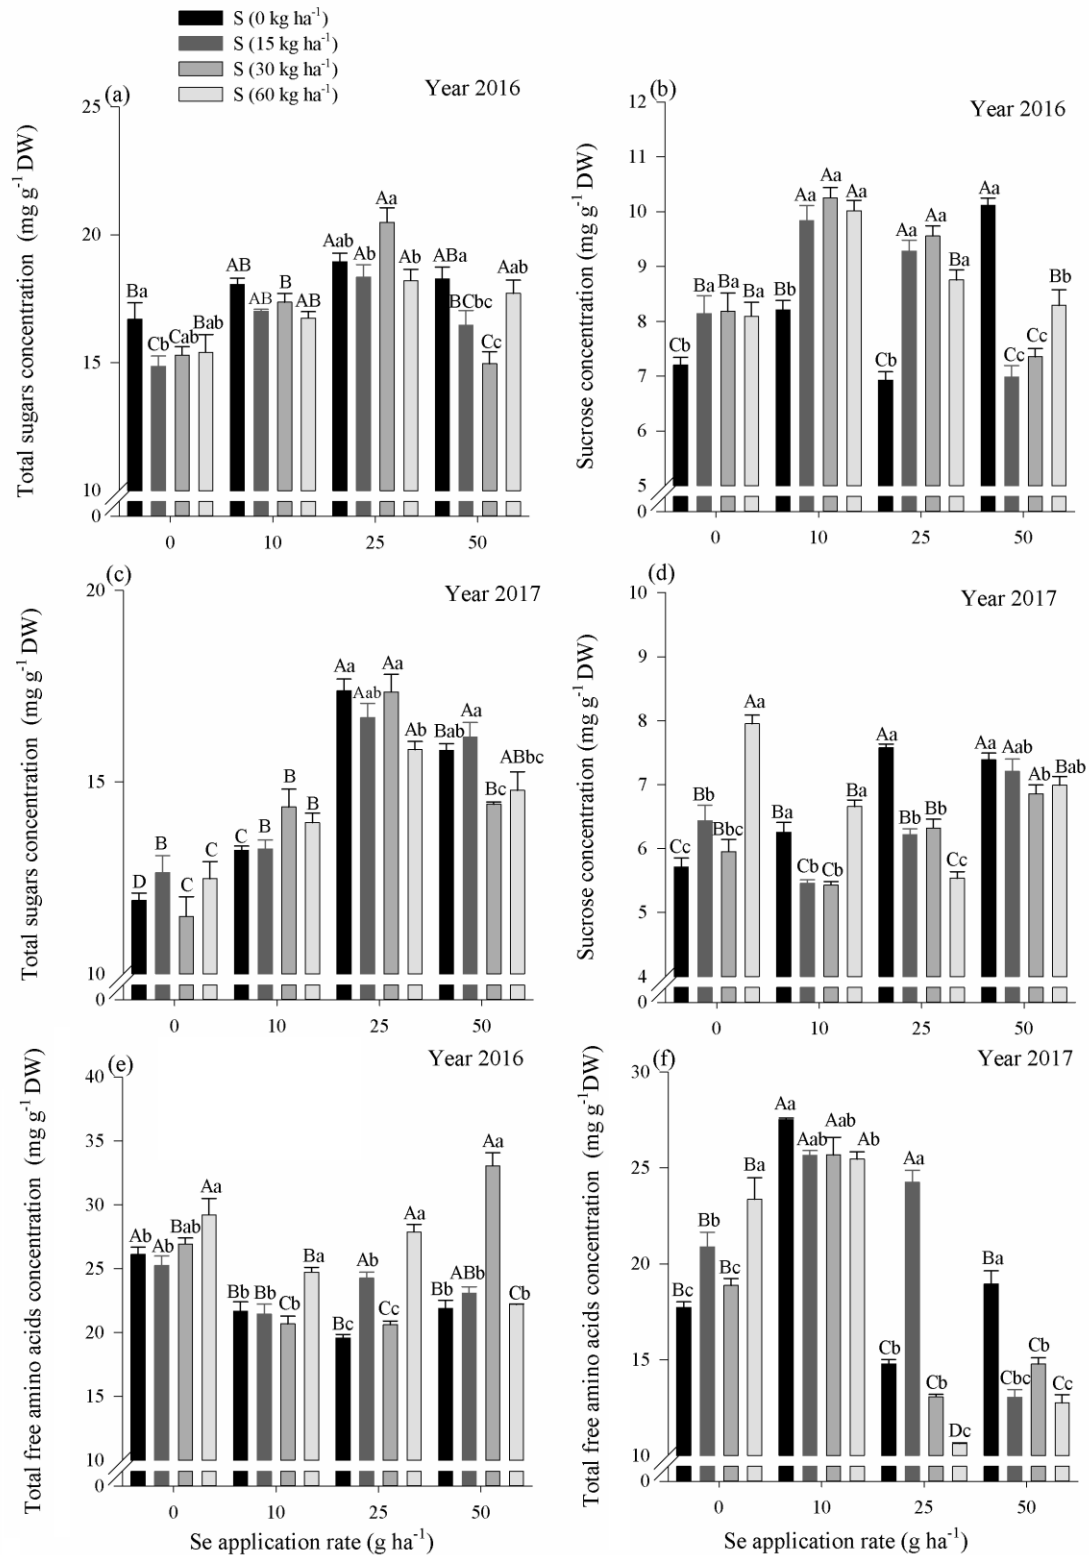 S (0 kg ha⁻¹)
S (15 kg ha⁻¹)
S (30 kg ha⁻¹)
S (60 kg ha⁻¹)
(a)
Year 2016
Total sugars concentration (mg g⁻¹ DW)
25
20
15
10
0
Ba Cb Cab Bab
AB AB B AB
Aab Ab Aa Ab
ABa BCbc Cc Aab
0 10 25 50
(b)
Year 2016
Sucrose concentration (mg g⁻¹ DW)
12
11
10
9
8
7
6
5
0
Cb Ba Ba Ba
Bb Aa Aa Aa
Cb Aa Aa Ba
Aa Cc Cc Bb
0 10 25 50
(c)
Year 2017
Total sugars concentration (mg g⁻¹ DW)
20
15
10
0
D B C C
C B B B
Aa Aab Aa Ab
Bab Aa Bc ABbc
0 10 25 50
(d)
Year 2017
Sucrose concentration (mg g⁻¹ DW)
10
9
8
7
6
5
4
0
Cc Bb Bbc Aa
Ba Cb Cb Ba
Aa Bb Bb Cc
Aa Aab Ab Bab
0 10 25 50
(e)
Year 2016
Total free amino acids concentration (mg g⁻¹ DW)
40
35
30
25
20
15
10
0
Ab Ab Bab Aa
Bb Bb Cb Ba
Bc Ab Cc Aa
Bb ABb Aa Cb
0 10 25 50
Se application rate (g ha⁻¹)
(f)
Year 2017
Total free amino acids concentration (mg g⁻¹DW)
30
25
20
15
10
0
Bc Bb Bc Ba
Aa Aab Aab Ab
Cb Aa Cb Dc
Ba Cbc Cb Cc
0 10 25 50
Se application rate (g ha⁻¹)